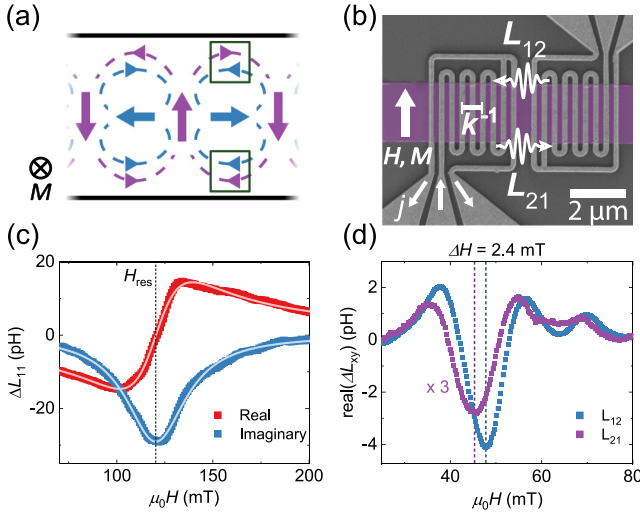 (a)
M
(b)
L12
k-1
H, M
L21
j
2 μm
(c)
20
0
-20
ΔL11 (pH)
Hres
Real
Imaginary
100
150
200
μ0H (mT)
(d)
ΔH = 2.4 mT
2
0
-2
-4
real(ΔLxy) (pH)
x 3
L12
L21
40
60
80
μ0H (mT)